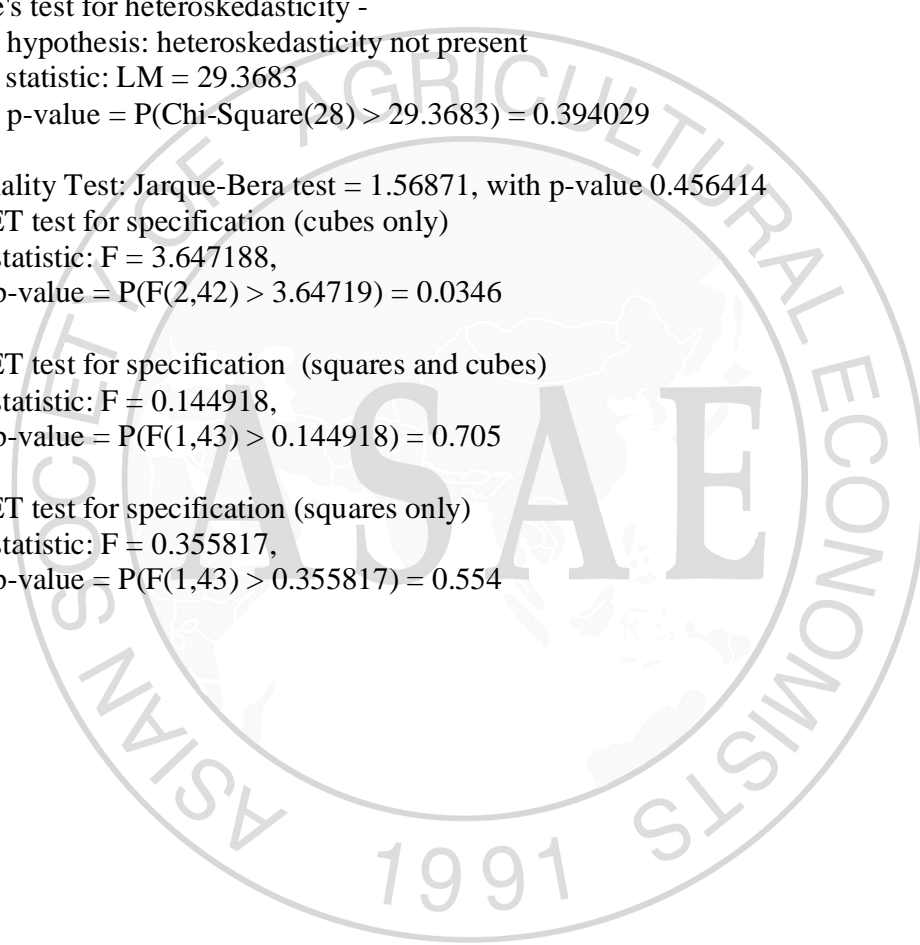 e's test for heteroskedasticity -
hypothesis: heteroskedasticity not present
statistic: LM = 29.3683
p-value = P(Chi-Square(28) > 29.3683) = 0.394029
ality Test: Jarque-Bera test = 1.56871, with p-value 0.456414
ET test for specification (cubes only)
statistic: F = 3.647188,
p-value = P(F(2,42) > 3.64719) = 0.0346
ET test for specification (squares and cubes)
statistic: F = 0.144918,
p-value = P(F(1,43) > 0.144918) = 0.705
ET test for specification (squares only)
statistic: F = 0.355817,
p-value = P(F(1,43) > 0.355817) = 0.554
ASIAN SOCIETY OF AGRICULTURAL ECONOMISTS
ASAE
1991